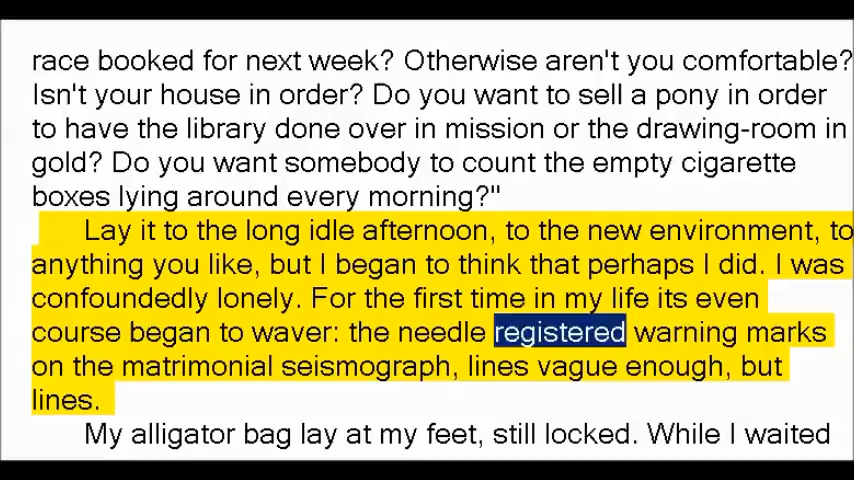 race booked for next week? Otherwise aren't you comfortable?
Isn't your house in order? Do you want to sell a pony in order
to have the library done over in mission or the drawing-room in
gold? Do you want somebody to count the empty cigarette
boxes lying around every morning?"
Lay it to the long idle afternoon, to the new environment, to
anything you like, but I began to think that perhaps I did. I was
confoundedly lonely. For the first time in my life its even
course began to waver: the needle registered warning marks
on the matrimonial seismograph, lines vague enough, but
lines.
My alligator bag lay at my feet, still locked. While I waited